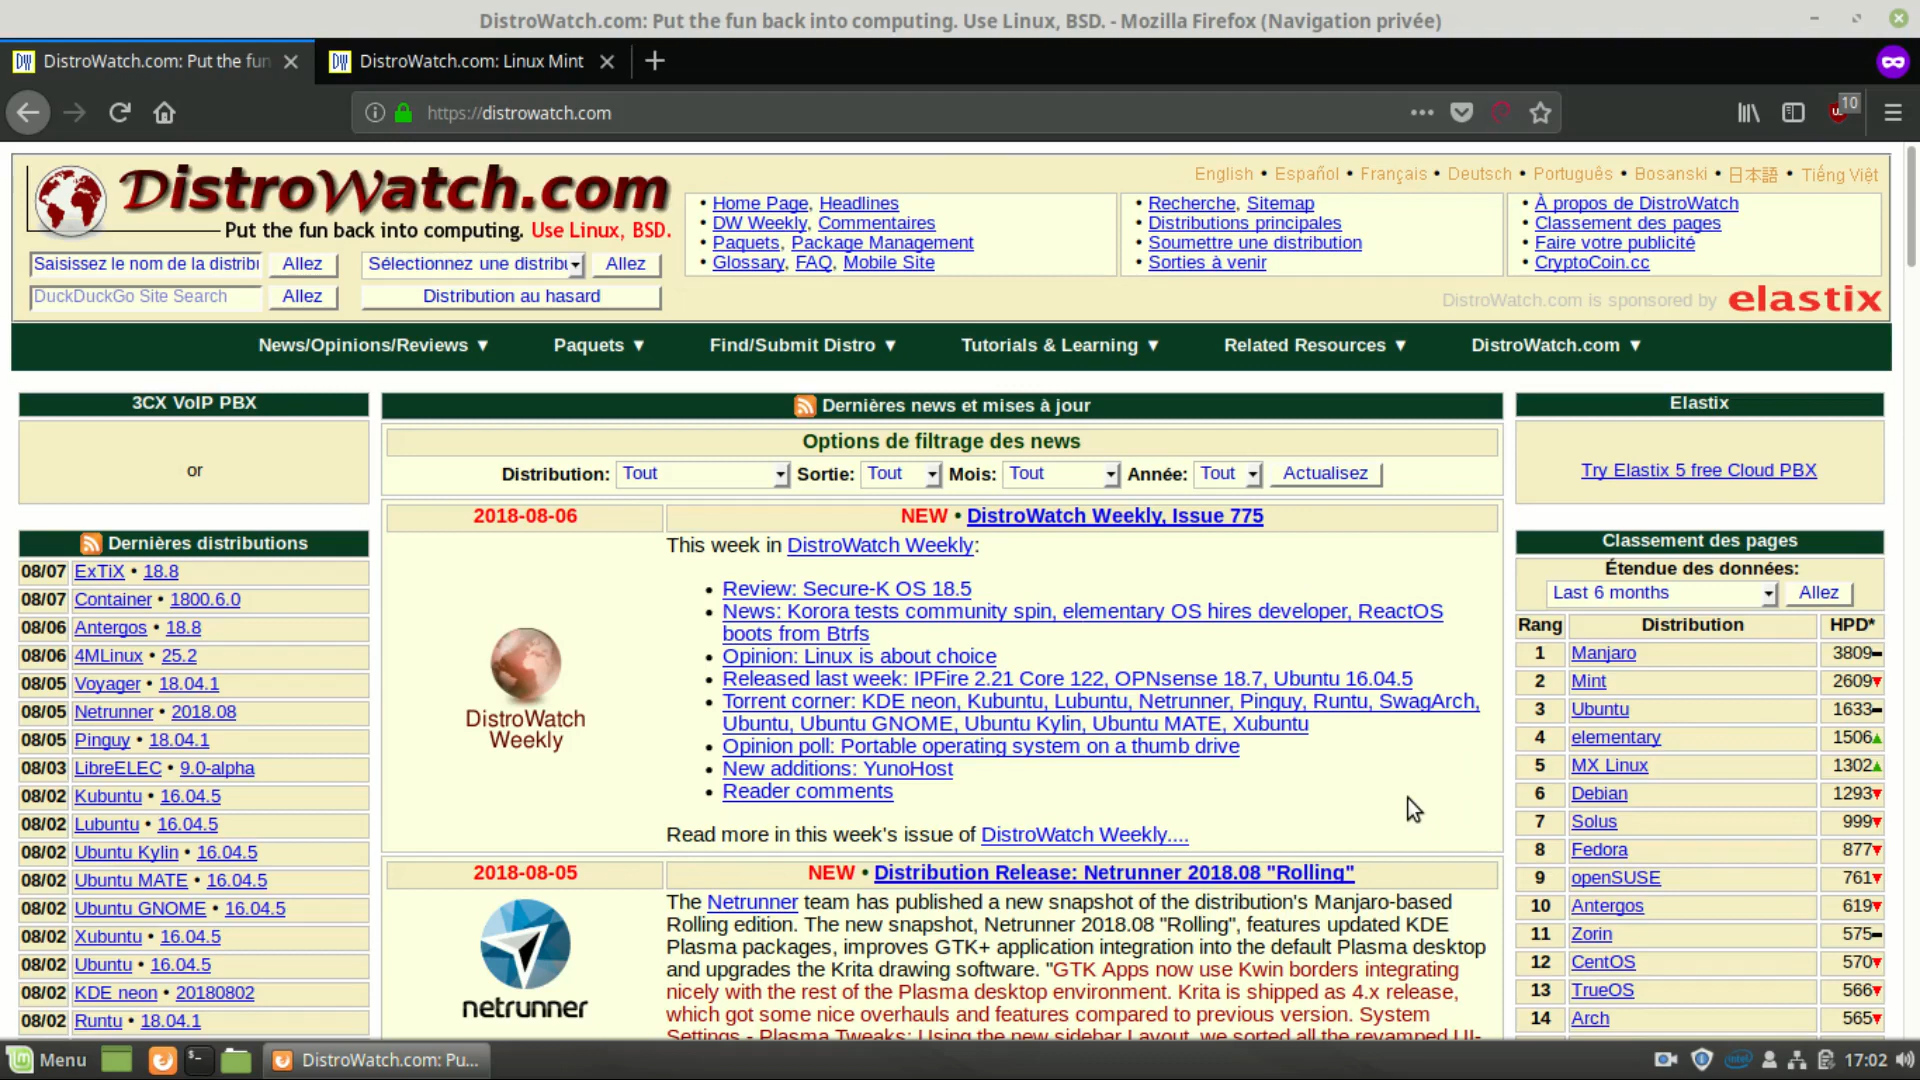 DistroWatch.com: Put the fun back into computing. Use Linux, BSD. - Mozilla Firefox (Navigation privée)
DistroWatch.com: Put the fun
DistroWatch.com: Linux Mint
https://distrowatch.com
10
English • Español • Français • Deutsch • Português • Bosanski • 日本語 • Tiếng Việt
DistroWatch.com
Put the fun back into computing. Use Linux, BSD.
Saisissez le nom de la distribu Allez Sélectionnez une distribu Allez
DuckDuckGo Site Search Allez Distribution au hasard
• Home Page, Headlines
• DW Weekly, Commentaires
• Paquets, Package Management
• Glossary, FAQ, Mobile Site
• Recherche, Sitemap
• Distributions principales
• Soumettre une distribution
• Sorties à venir
• À propos de DistroWatch
• Classement des pages
• Faire votre publicité
• CryptoCoin.cc
DistroWatch.com is sponsored by elastix
News/Opinions/Reviews ▼ Paquets ▼ Find/Submit Distro ▼ Tutorials & Learning ▼ Related Resources ▼ DistroWatch.com ▼
3CX VoIP PBX
or
Dernières distributions
08/07 ExTiX • 18.8
08/07 Container • 1800.6.0
08/06 Antergos • 18.8
08/06 4MLinux • 25.2
08/05 Voyager • 18.04.1
08/05 Netrunner • 2018.08
08/05 Pinguy • 18.04.1
08/03 LibreELEC • 9.0-alpha
08/02 Kubuntu • 16.04.5
08/02 Lubuntu • 16.04.5
08/02 Ubuntu Kylin • 16.04.5
08/02 Ubuntu MATE • 16.04.5
08/02 Ubuntu GNOME • 16.04.5
08/02 Xubuntu • 16.04.5
08/02 Ubuntu • 16.04.5
08/02 KDE neon • 20180802
08/02 Runtu • 18.04.1
Dernières news et mises à jour
Options de filtrage des news
Distribution: Tout Sortie: Tout Mois: Tout Année: Tout Actualisez
2018-08-06 NEW • DistroWatch Weekly, Issue 775
DistroWatch
Weekly
This week in DistroWatch Weekly:
• Review: Secure-K OS 18.5
• News: Korora tests community spin, elementary OS hires developer, ReactOS
boots from Btrfs
• Opinion: Linux is about choice
• Released last week: IPFire 2.21 Core 122, OPNsense 18.7, Ubuntu 16.04.5
• Torrent corner: KDE neon, Kubuntu, Lubuntu, Netrunner, Pinguy, Runtu, SwagArch,
Ubuntu, Ubuntu GNOME, Ubuntu Kylin, Ubuntu MATE, Xubuntu
• Opinion poll: Portable operating system on a thumb drive
• New additions: YunoHost
• Reader comments
Read more in this week's issue of DistroWatch Weekly....
2018-08-05 NEW • Distribution Release: Netrunner 2018.08 "Rolling"
netrunner
The Netrunner team has published a new snapshot of the distribution's Manjaro-based
Rolling edition. The new snapshot, Netrunner 2018.08 "Rolling", features updated KDE
Plasma packages, improves GTK+ application integration into the default Plasma desktop
and upgrades the Krita drawing software. "GTK Apps now use Kwin borders integrating
nicely with the rest of the Plasma desktop environment. Krita is shipped as 4.x release,
which got some nice overhauls and features compared to previous version. System
Settings - Plasma Tweaks: Using the new sidebar Layout, we sorted all the revamped UI-
Elastix
Try Elastix 5 free Cloud PBX
Classement des pages
Étendue des données:
Last 6 months Allez
Rang Distribution HPD*
1 Manjaro 3809
2 Mint 2609
3 Ubuntu 1633
4 elementary 1506
5 MX Linux 1302
6 Debian 1293
7 Solus 999
8 Fedora 877
9 openSUSE 761
10 Antergos 619
11 Zorin 575
12 CentOS 570
13 TrueOS 566
14 Arch 565
Menu DistroWatch.com: Pu... 17:02